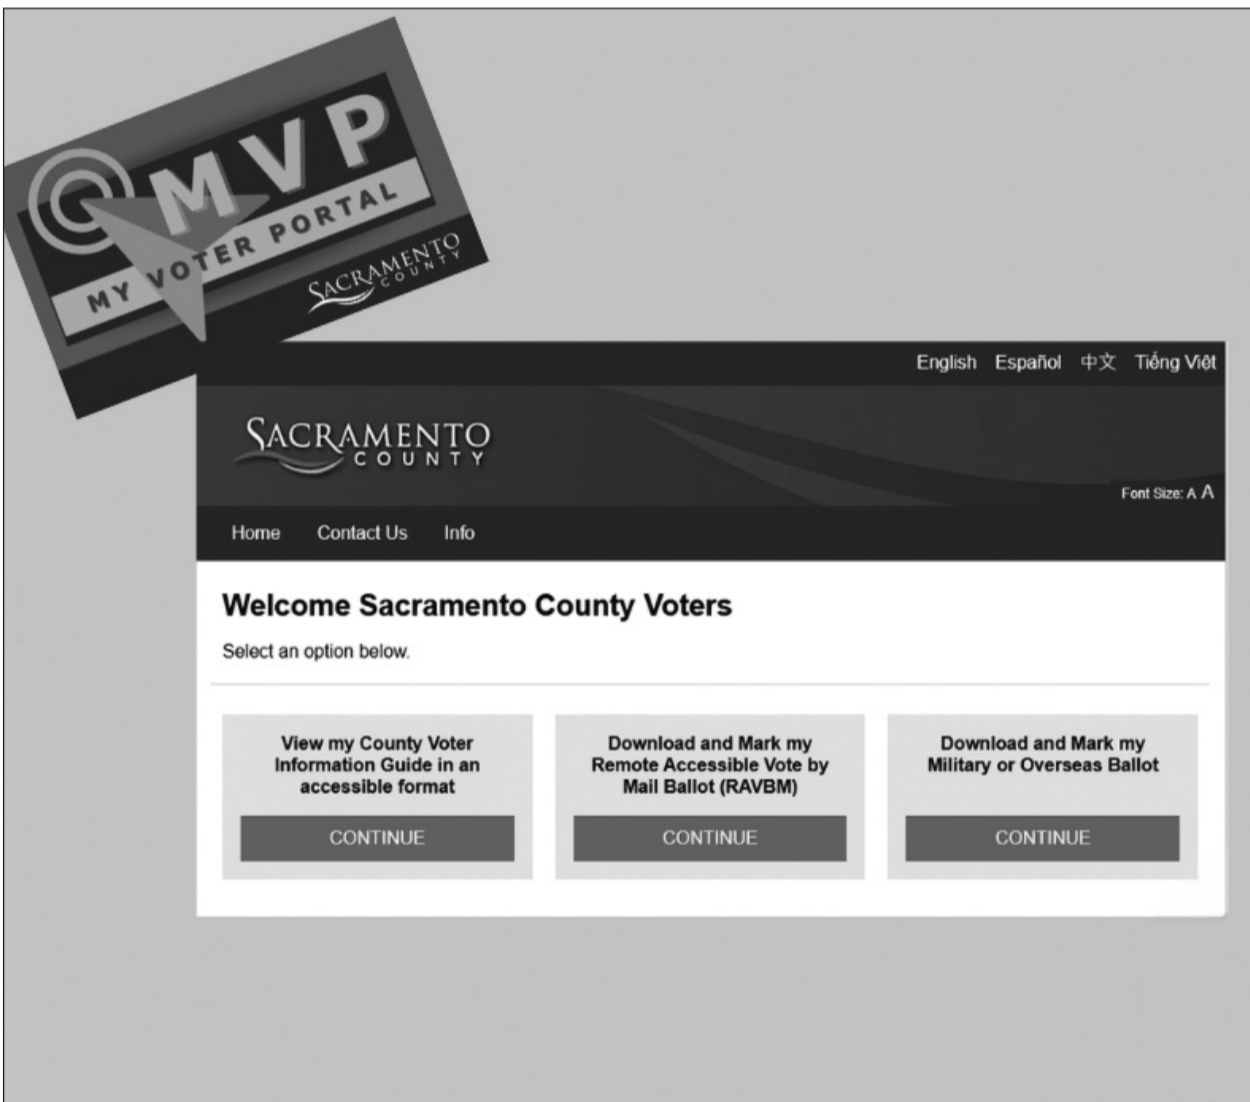 MVP
MY VOTER PORTAL
SACRAMENTO
COUNTY
English Español 中文 Tiếng Việt
SACRAMENTO
COUNTY
Font Size: A A
Home Contact Us Info
Welcome Sacramento County Voters
Select an option below.
View my County Voter
Information Guide in an
accessible format
CONTINUE
Download and Mark my
Remote Accessible Vote by
Mail Ballot (RAVBM)
CONTINUE
Download and Mark my
Military or Overseas Ballot
CONTINUE